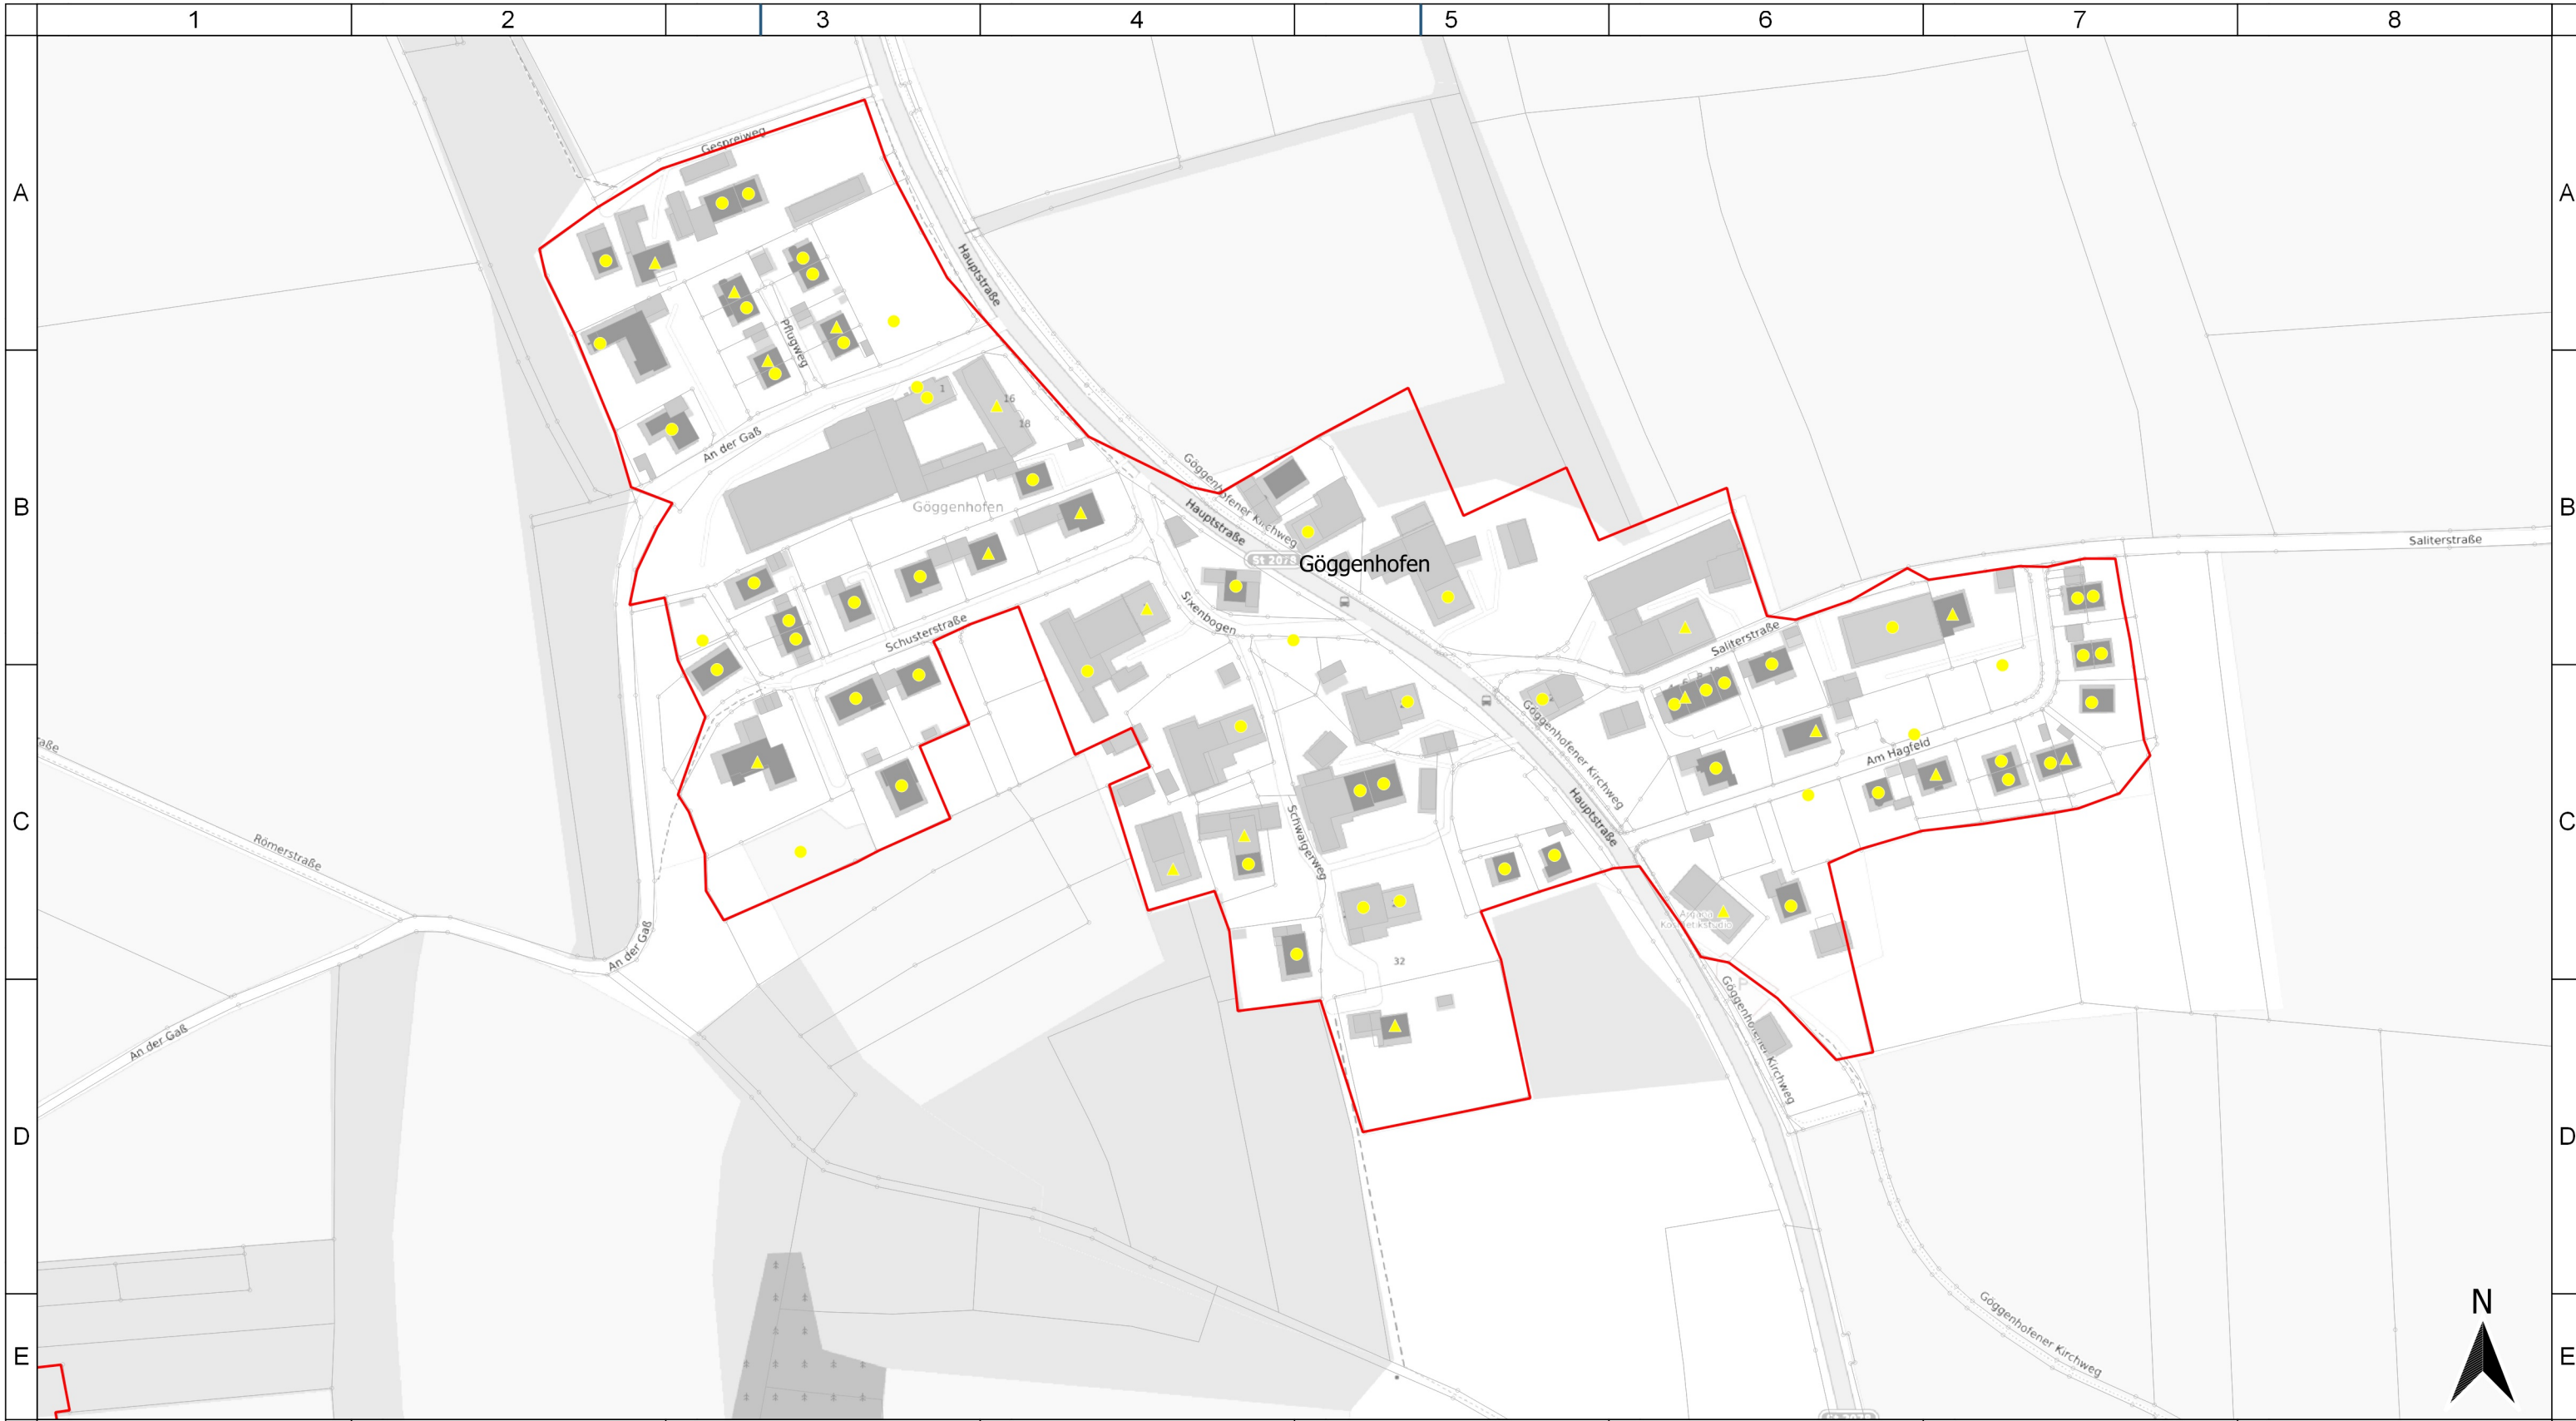 1 2 3 4 5 6 7 8
A A
Gespreiweg
Hauptstraße
Pflugweg
1
16
18
An der Gaß
Göggenhofener Kirchweg
Hauptstraße
B B
Göggenhofen
St 2078
Göggenhofen
Saliterstraße
Sixenbogen
Schusterstraße
Saliterstraße
Göggenhofener Kirchweg
Am Hagfeld
Hauptstraße
Schwaigerweg
C C
Römerstraße
An der Gaß
32
Göggenhofener Kirchweg
P
An der Gaß
D D
Göggenhofener Kirchweg
N
E E